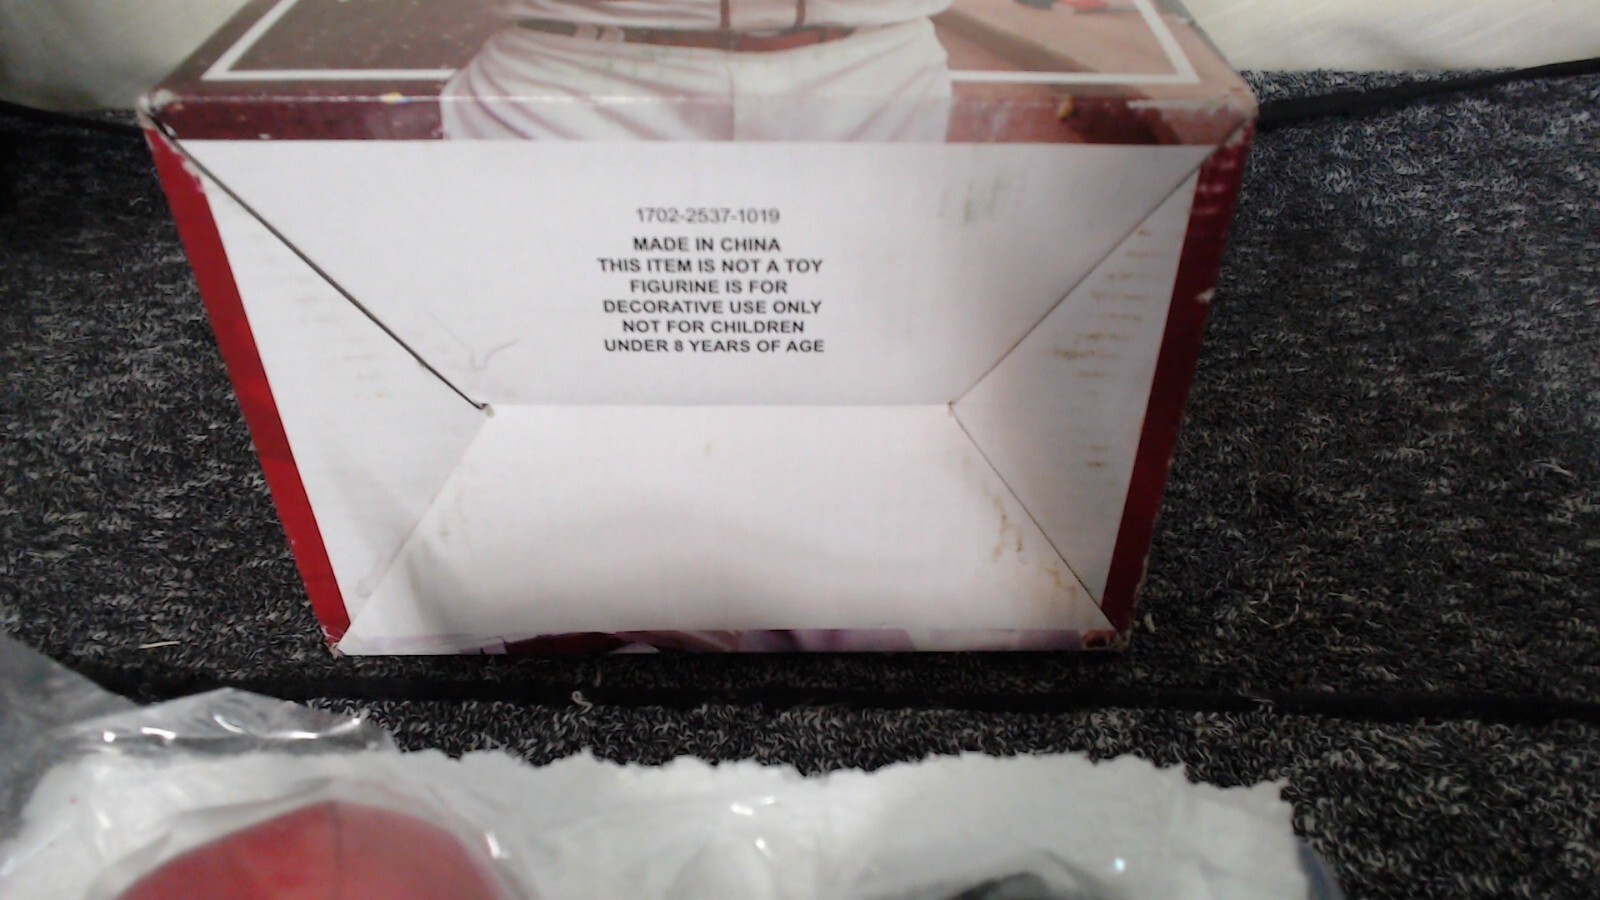 1702-2537-1019
MADE IN CHINA
THIS ITEM IS NOT A TOY
FIGURINE IS FOR
DECORATIVE USE ONLY
NOT FOR CHILDREN
UNDER 8 YEARS OF AGE